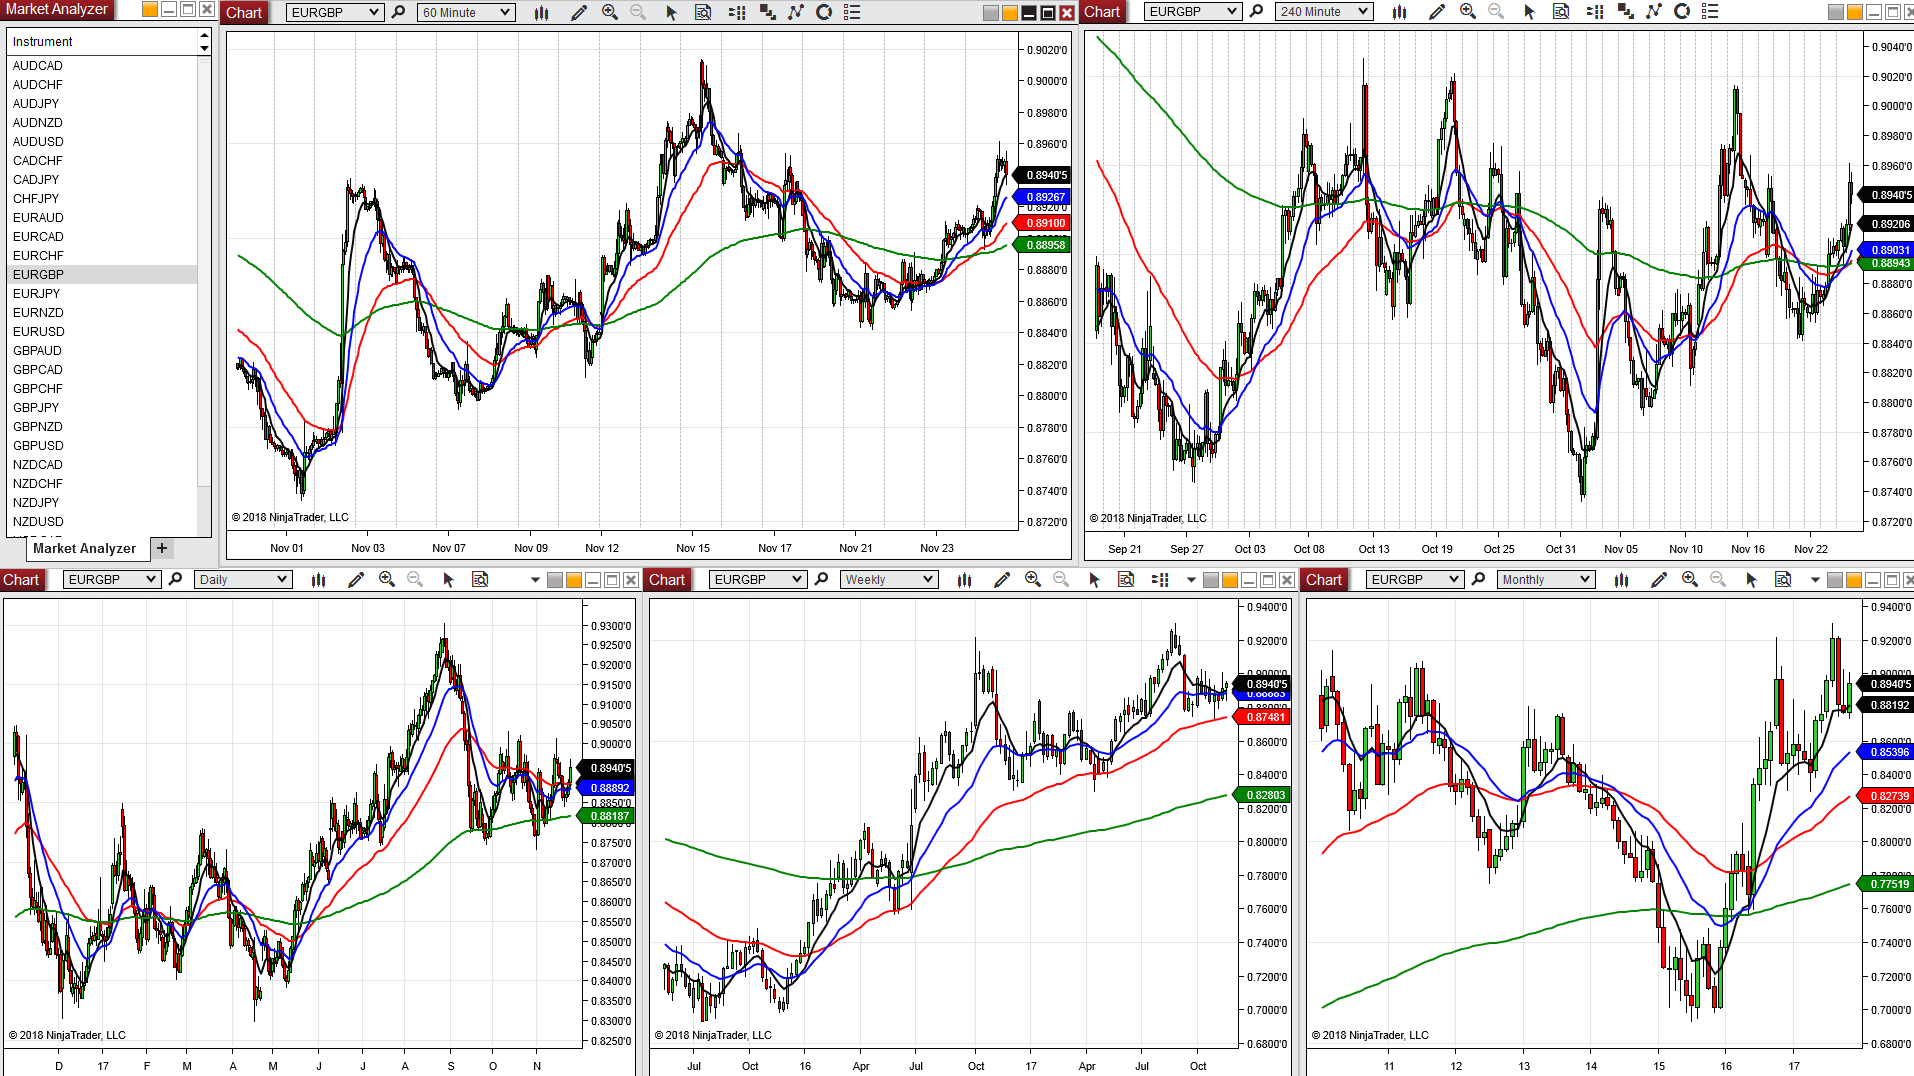 Market Analyzer
Instrument
AUDCAD
AUDCHF
AUDJPY
AUDNZD
AUDUSD
CADCHF
CADJPY
CHFJPY
EURAUD
EURCAD
EURCHF
EURGBP
EURJPY
EURNZD
EURUSD
GBPAUD
GBPCAD
GBPCHF
GBPJPY
GBPNZD
GBPUSD
NZDCAD
NZDCHF
NZDJPY
NZDUSD
Market Analyzer +
Chart EURGBP 60 Minute
0.9020'0
0.9000'0
0.8980'0
0.8960'0
0.8940'5
0.89267
0.8920'0
0.89100
0.88958
0.8880'0
0.8860'0
0.8840'0
0.8820'0
0.8800'0
0.8780'0
0.8760'0
0.8740'0
0.8720'0
© 2018 NinjaTrader, LLC
Nov 01 Nov 03 Nov 07 Nov 09 Nov 12 Nov 15 Nov 17 Nov 21 Nov 23
Chart EURGBP 240 Minute
0.9040'0
0.9020'0
0.9000'0
0.8980'0
0.8960'0
0.8940'5
0.89206
0.89031
0.88943
0.8880'0
0.8860'0
0.8840'0
0.8820'0
0.8800'0
0.8780'0
0.8760'0
0.8740'0
0.8720'0
© 2018 NinjaTrader, LLC
Sep 21 Sep 27 Oct 03 Oct 08 Oct 13 Oct 19 Oct 25 Oct 31 Nov 05 Nov 10 Nov 16 Nov 22
Chart EURGBP Daily
0.9300'0
0.9250'0
0.9200'0
0.9150'0
0.9100'0
0.9050'0
0.9000'0
0.8940'5
0.88892
0.8850'0
0.88187
0.8750'0
0.8700'0
0.8650'0
0.8600'0
0.8550'0
0.8500'0
0.8450'0
0.8400'0
0.8350'0
0.8300'0
0.8250'0
© 2018 NinjaTrader, LLC
D 17 F M A M J J A S O N
Chart EURGBP Weekly
0.9400'0
0.9200'0
0.8940'5
0.88883
0.87481
0.8600'0
0.8400'0
0.82803
0.8200'0
0.8000'0
0.7800'0
0.7600'0
0.7400'0
0.7200'0
0.7000'0
0.6800'0
© 2018 NinjaTrader, LLC
Jul Oct 16 Apr Jul Oct 17 Apr Jul Oct
Chart EURGBP Monthly
0.9400'0
0.9200'0
0.8940'5
0.88192
0.8600'0
0.85396
0.8400'0
0.82739
0.8200'0
0.8000'0
0.7800'0
0.77519
0.7600'0
0.7400'0
0.7200'0
0.7000'0
0.6800'0
© 2018 NinjaTrader, LLC
11 12 13 14 15 16 17